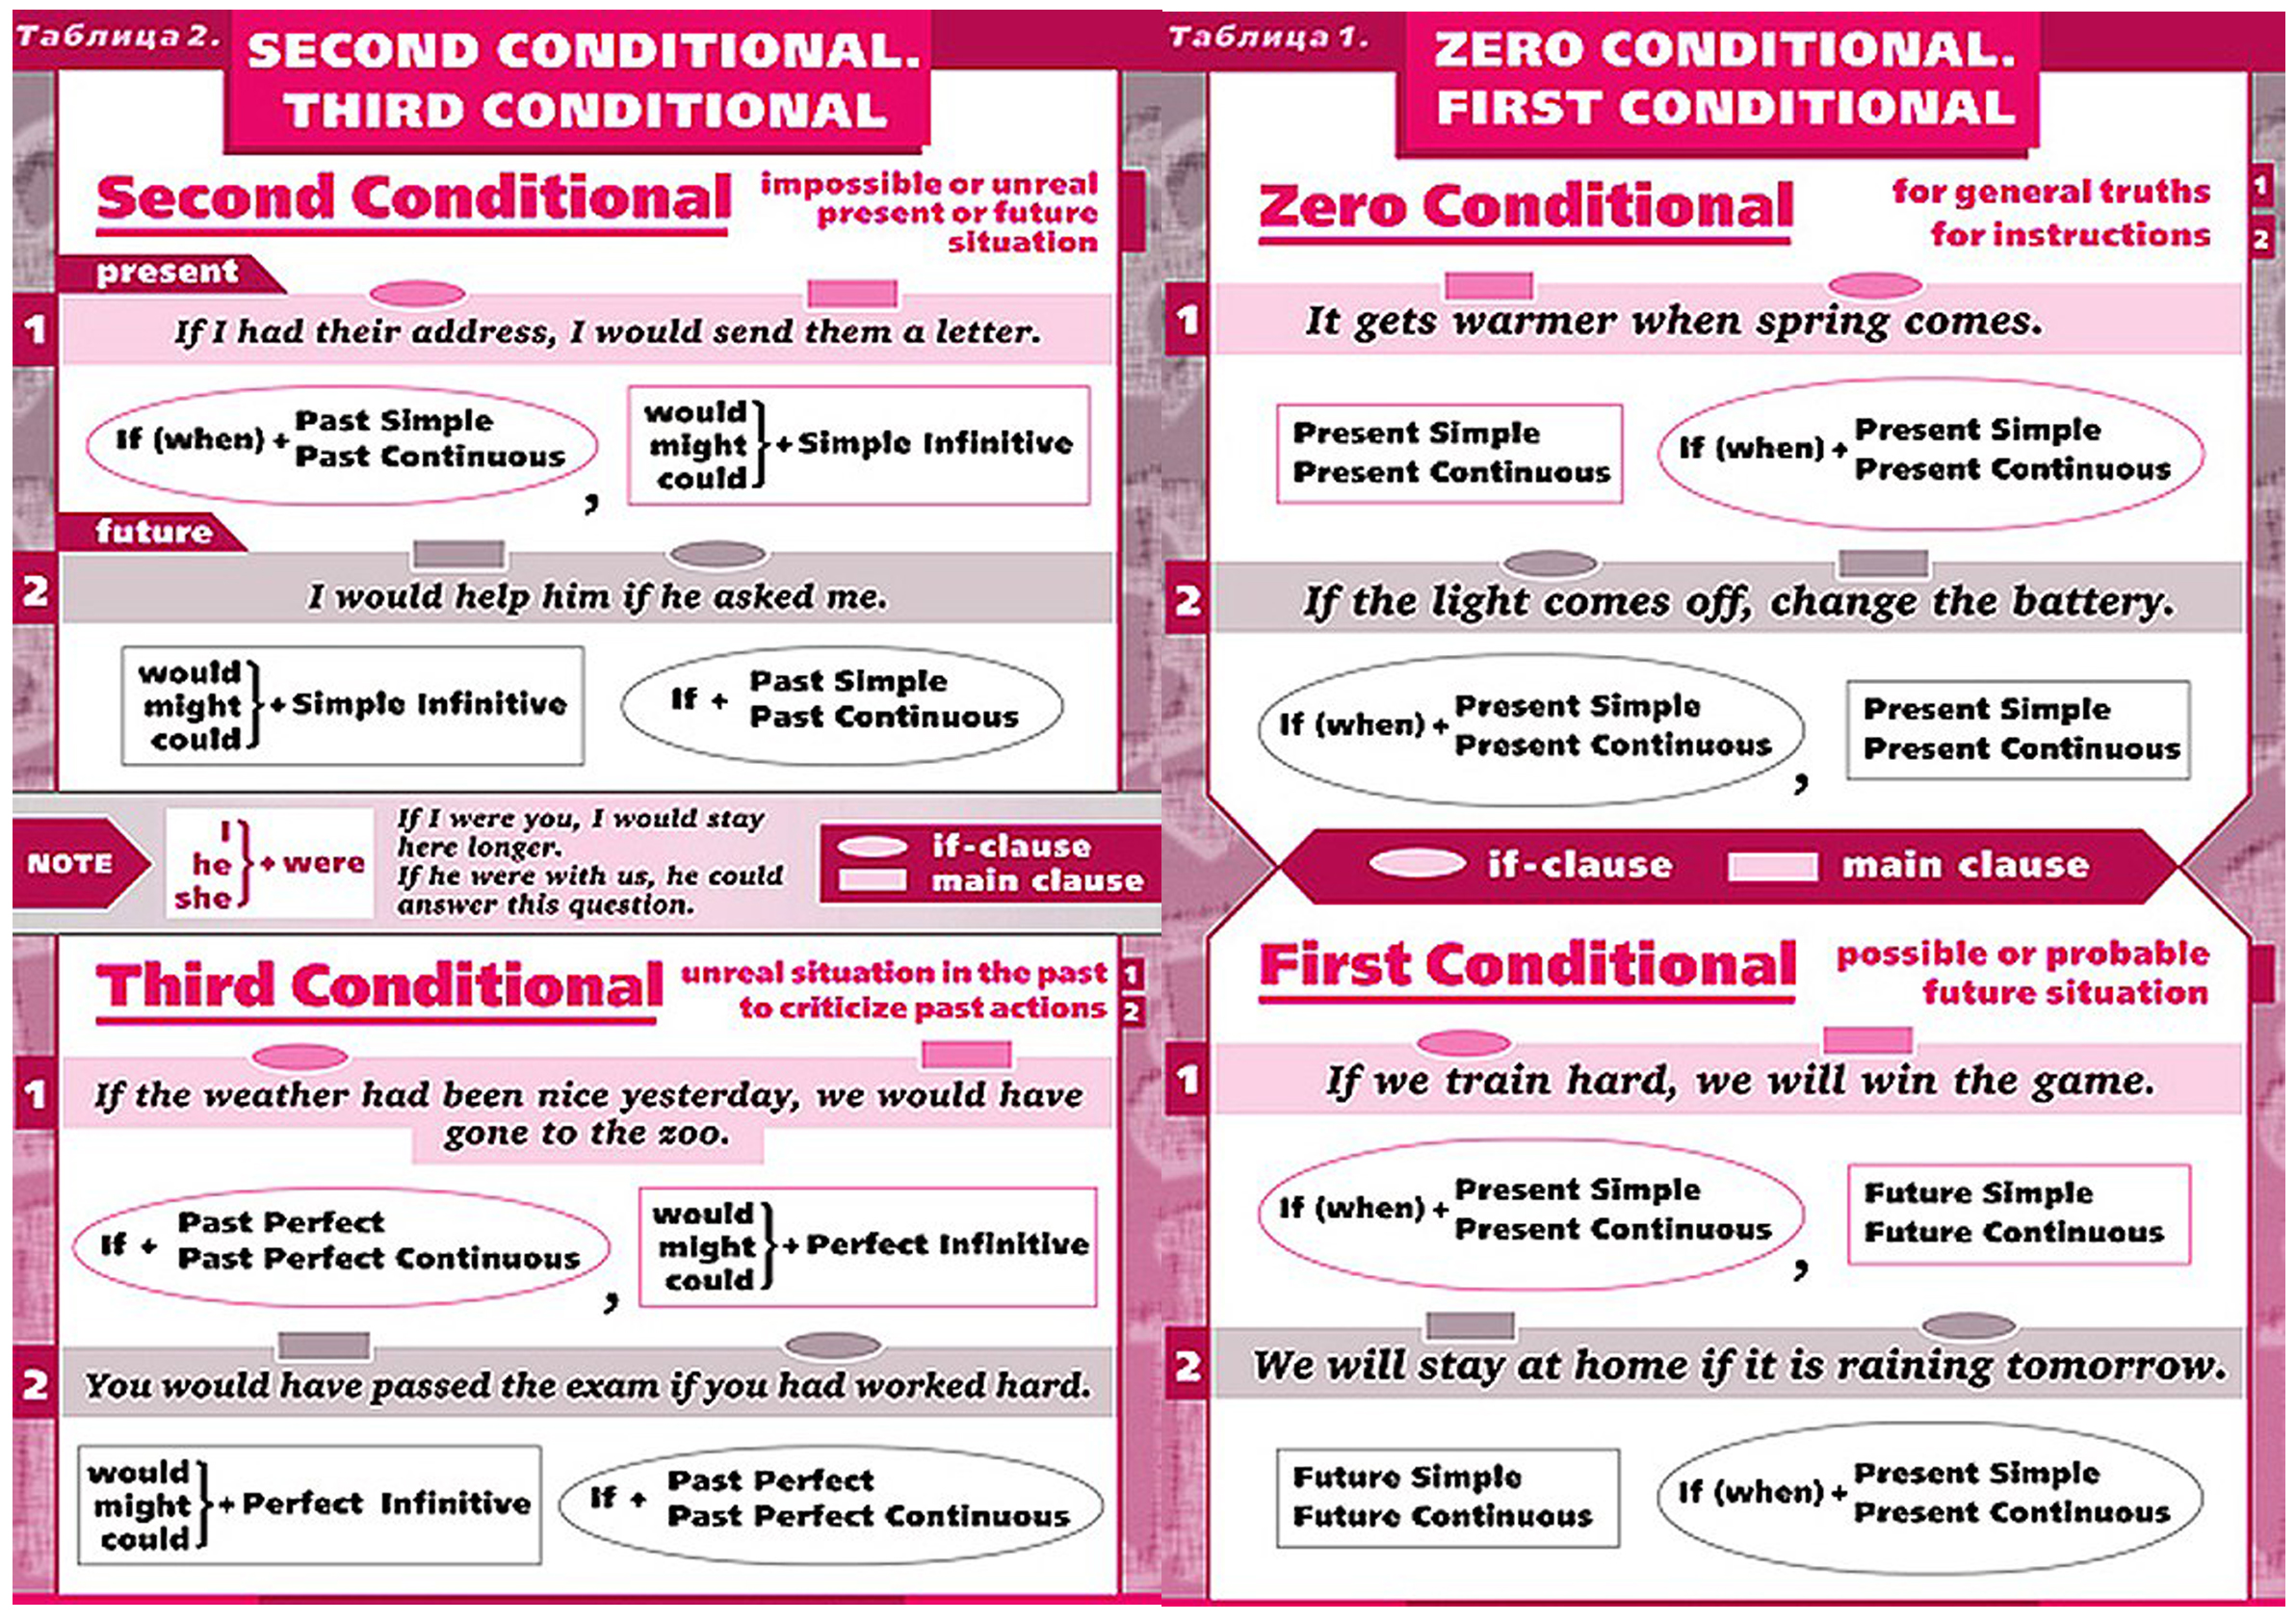 Таблица 2.
SECOND CONDITIONAL.
THIRD CONDITIONAL
Second Conditional
impossible or unreal
present or future
situation
present
1
If I had their address, I would send them a letter.
If (when) +
Past Simple
Past Continuous
,
would
might
could
+ Simple Infinitive
future
2
I would help him if he asked me.
would
might
could
+ Simple Infinitive
If +
Past Simple
Past Continuous
NOTE
I
he
she
+ were
If I were you, I would stay
here longer.
If he were with us, he could
answer this question.
if-clause
main clause
Third Conditional
unreal situation in the past 1
to criticize past actions 2
1
If the weather had been nice yesterday, we would have
gone to the zoo.
If +
Past Perfect
Past Perfect Continuous
,
would
might
could
+ Perfect Infinitive
2
You would have passed the exam if you had worked hard.
would
might
could
+ Perfect Infinitive
If +
Past Perfect
Past Perfect Continuous
Таблица 1.
ZERO CONDITIONAL.
FIRST CONDITIONAL
Zero Conditional
for general truths 1
for instructions 2
1
It gets warmer when spring comes.
Present Simple
Present Continuous
If (when) +
Present Simple
Present Continuous
2
If the light comes off, change the battery.
If (when) +
Present Simple
Present Continuous
,
Present Simple
Present Continuous
if-clause
main clause
First Conditional
possible or probable
future situation
1
If we train hard, we will win the game.
If (when) +
Present Simple
Present Continuous
,
Future Simple
Future Continuous
2
We will stay at home if it is raining tomorrow.
Future Simple
Future Continuous
If (when) +
Present Simple
Present Continuous